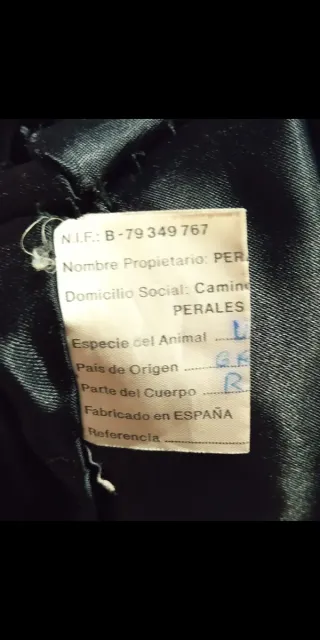 N.I.F.: B-79 349 767
Nombre Propietario: PER
Domicilio Social: Camin
PERALES
Especie del Animal
País de Origen
Parte del Cuerpo R
Fabricado en ESPAÑA
Referencia